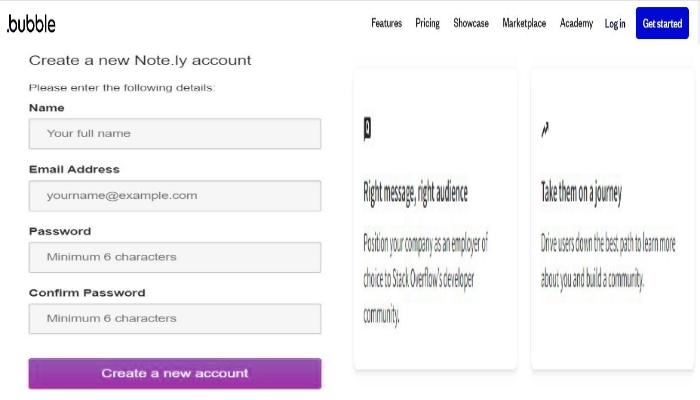 .bubble
Features Pricing Showcase Marketplace Academy Log in Get started
Create a new Note.ly account
Please enter the following details:
Name
Your full name
Email Address
yourname@example.com
Password
Minimum 6 characters
Confirm Password
Minimum 6 characters
Create a new account
Right message, right audience
Position your company as an employer of
choice to Stack Overflow's developer
community.
Take them on a journey
Drive users down the best path to learn more
about you and build a community.